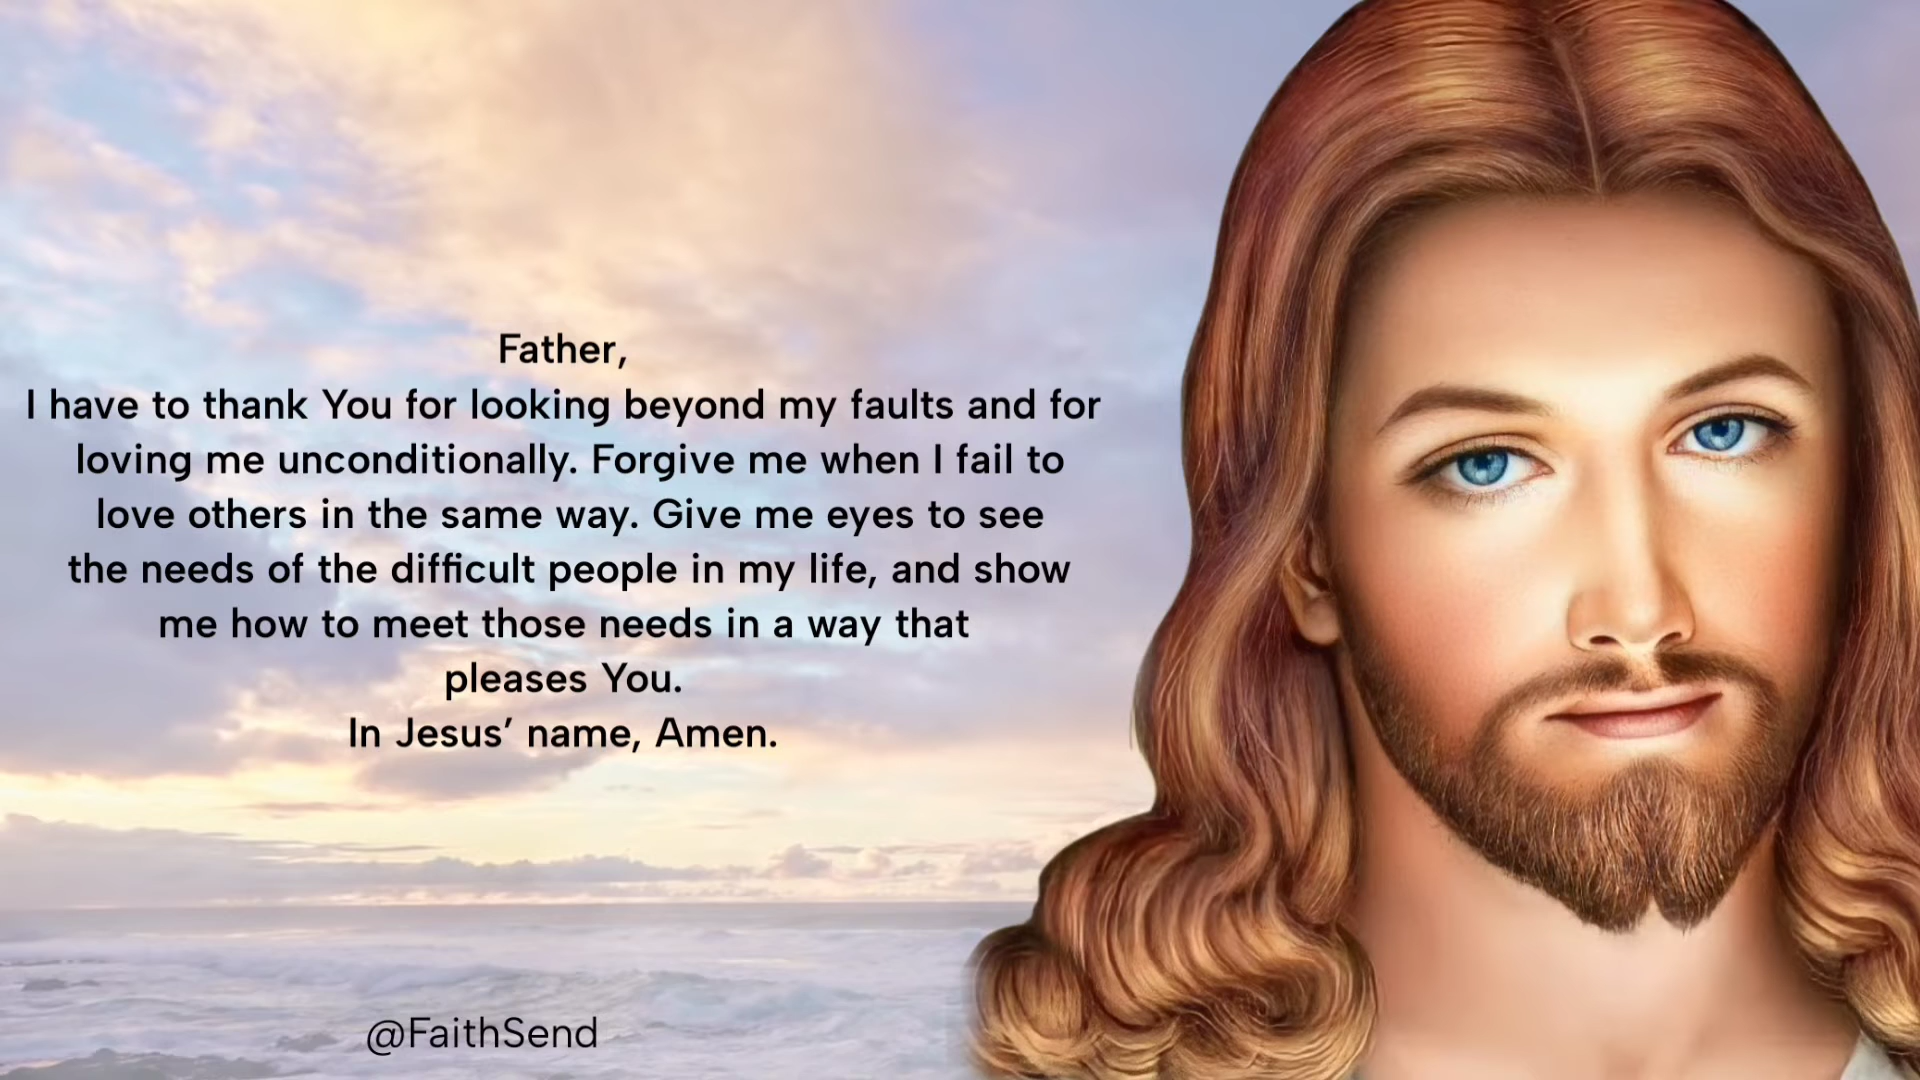 Father,
I have to thank You for looking beyond my faults and for
loving me unconditionally. Forgive me when I fail to
love others in the same way. Give me eyes to see
the needs of the difficult people in my life, and show
me how to meet those needs in a way that
pleases You.
In Jesus’ name, Amen.
@FaithSend